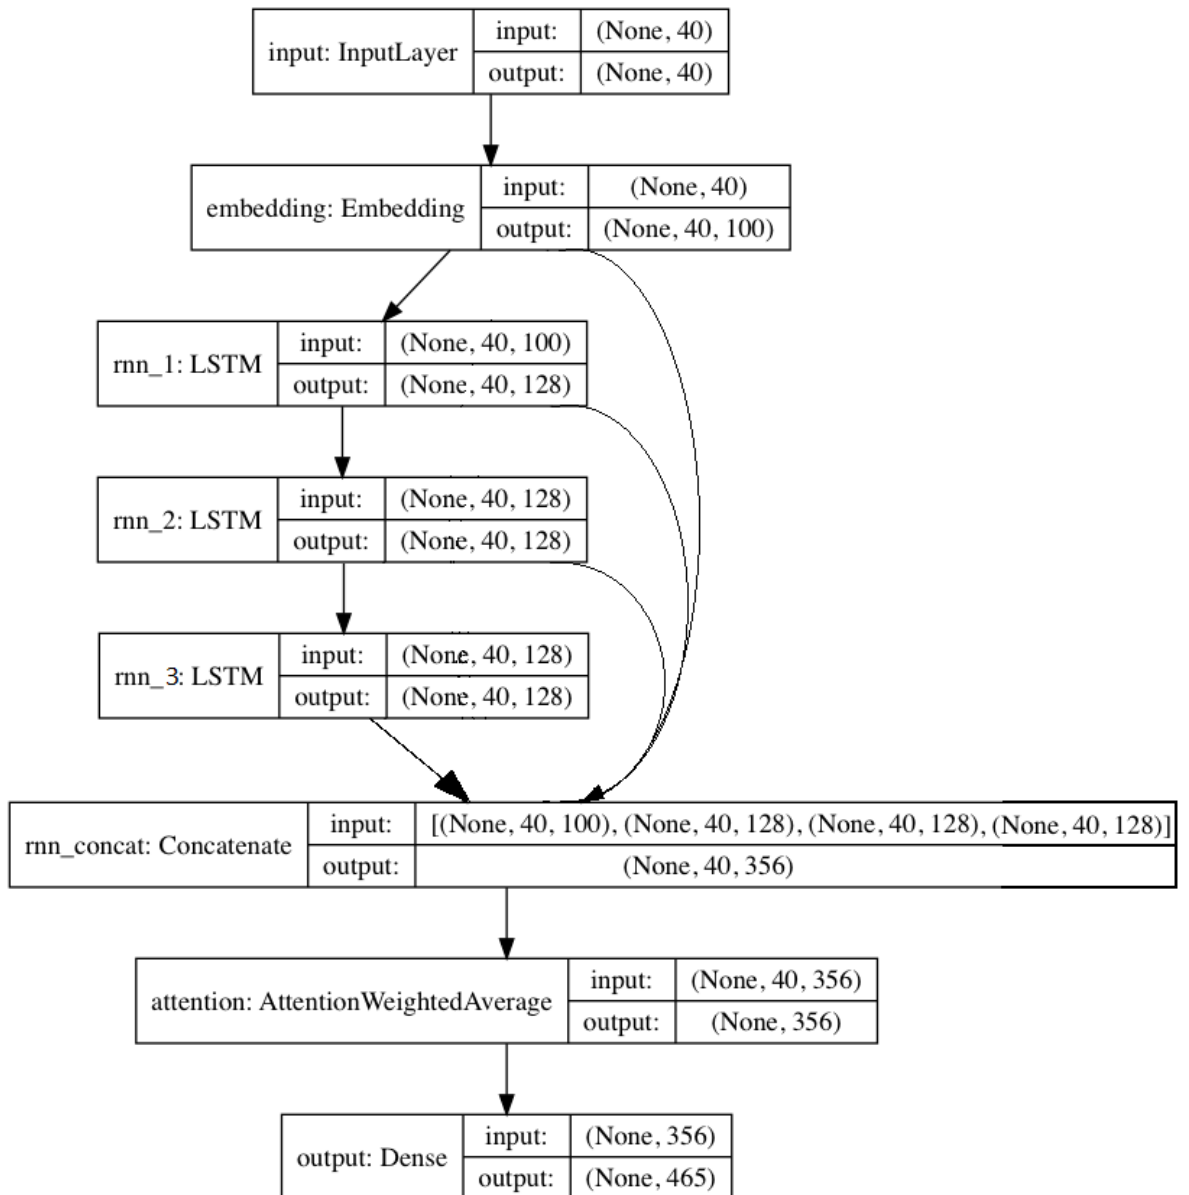 input: InputLayer
input: (None, 40)
output: (None, 40)
embedding: Embedding
input: (None, 40)
output: (None, 40, 100)
rnn_1: LSTM
input: (None, 40, 100)
output: (None, 40, 128)
rnn_2: LSTM
input: (None, 40, 128)
output: (None, 40, 128)
rnn_3: LSTM
input: (None, 40, 128)
output: (None, 40, 128)
rnn_concat: Concatenate
input: [(None, 40, 100), (None, 40, 128), (None, 40, 128), (None, 40, 128)]
output: (None, 40, 356)
attention: AttentionWeightedAverage
input: (None, 40, 356)
output: (None, 356)
output: Dense
input: (None, 356)
output: (None, 465)